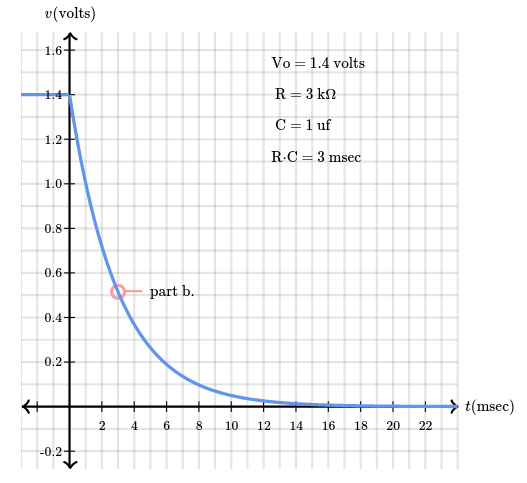 v(volts)
1.6
Vo = 1.4 volts
1.4
R = 3 kΩ
C = 1 uf
1.2
R·C = 3 msec
1.0
0.8
0.6
part b.
0.4
0.2
t(msec)
2 4 6 8 10 12 14 16 18 20 22
-0.2